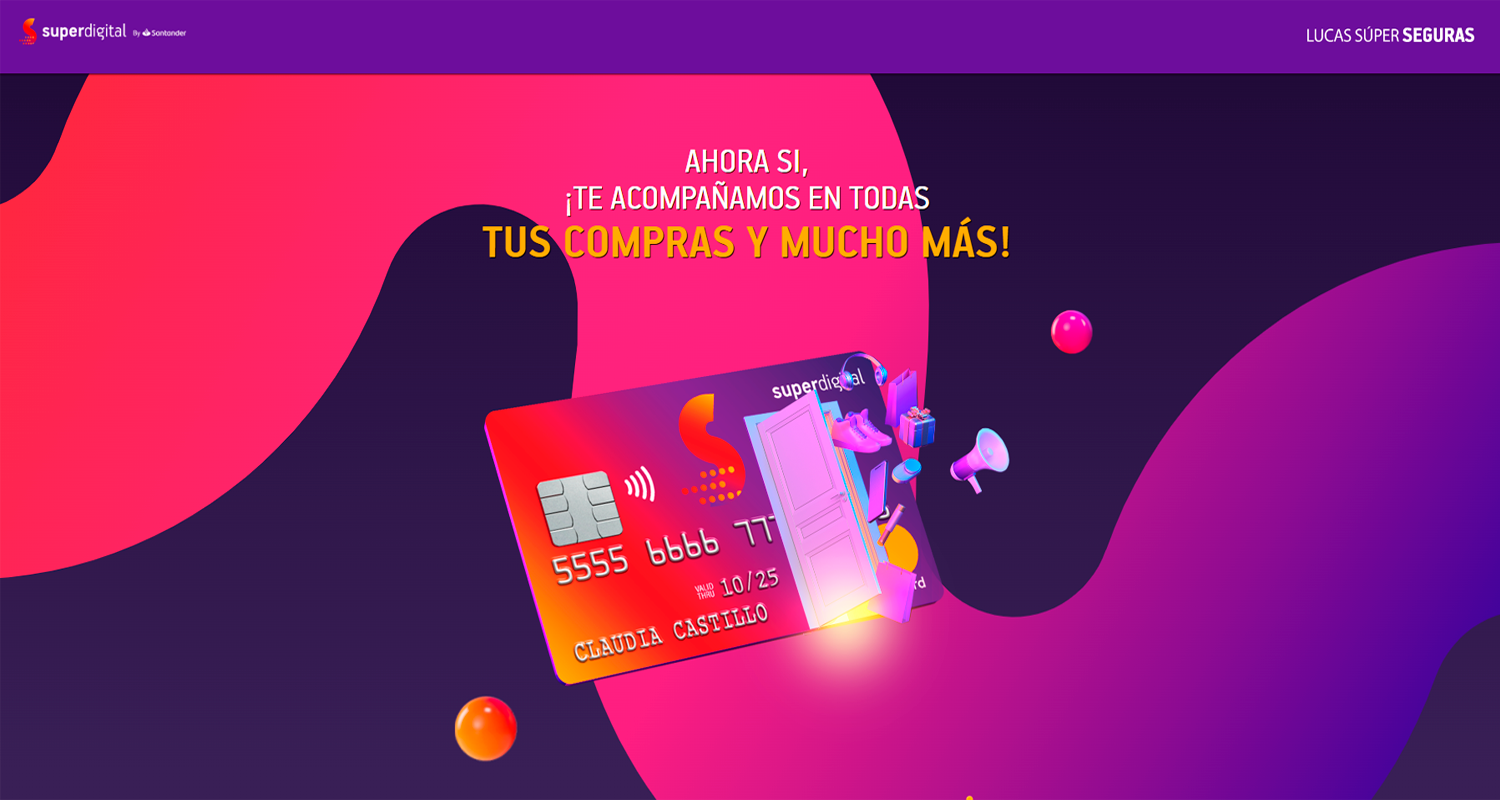 superdigital By Santander
LUCAS SÚPER SEGURAS
AHORA SI,
¡TE ACOMPAÑAMOS EN TODAS
TUS COMPRAS Y MUCHO MÁS!
superdigital
5555 6666 77
VALID
THRU 10/25
CLAUDIA CASTILLO